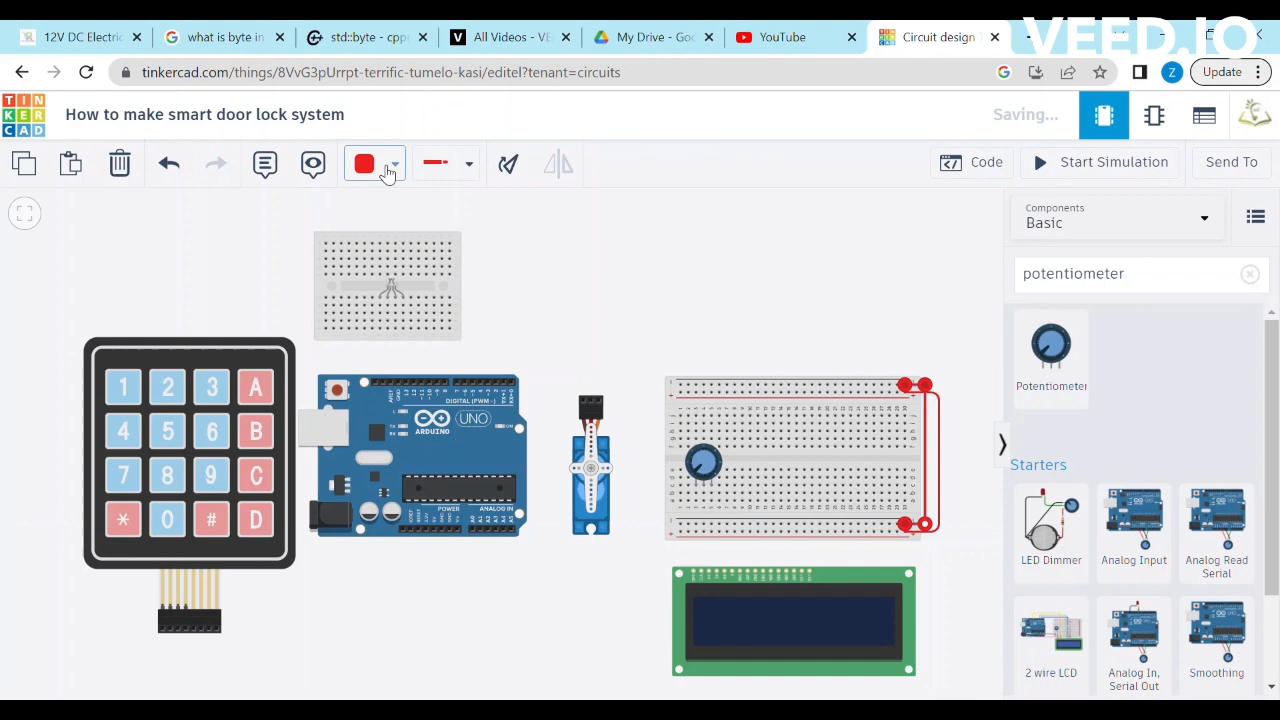 VEED.IO
12V DC Electric
what is byte in
std::byte - cpp
All Videos - VE
My Drive - Goo
YouTube
Circuit design
tinkercad.com/things/8VvG3pUrrpt-terrific-tumelo-kasi/editel?tenant=circuits
Z
Update
TIN
KER
CAD
How to make smart door lock system
Saving...
Code
Start Simulation
Send To
Components
Basic
potentiometer
Potentiometer
Starters
LED Dimmer
Analog Input
Analog Read
Serial
2 wire LCD
Analog In,
Serial Out
Smoothing
1 2 3 A
4 5 6 B
7 8 9 C
* 0 # D
DIGITAL (PWM ~)
UNO
ARDUINO
ON
POWER
ANALOG IN